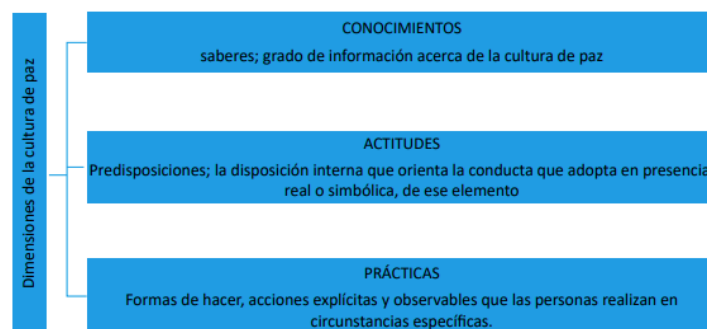 Dimensiones de la cultura de paz
CONOCIMIENTOS
saberes; grado de información acerca de la cultura de paz
ACTITUDES
Predisposiciones; la disposición interna que orienta la conducta que adopta en presencia
real o simbólica, de ese elemento
PRÁCTICAS
Formas de hacer, acciones explícitas y observables que las personas realizan en
circunstancias específicas.